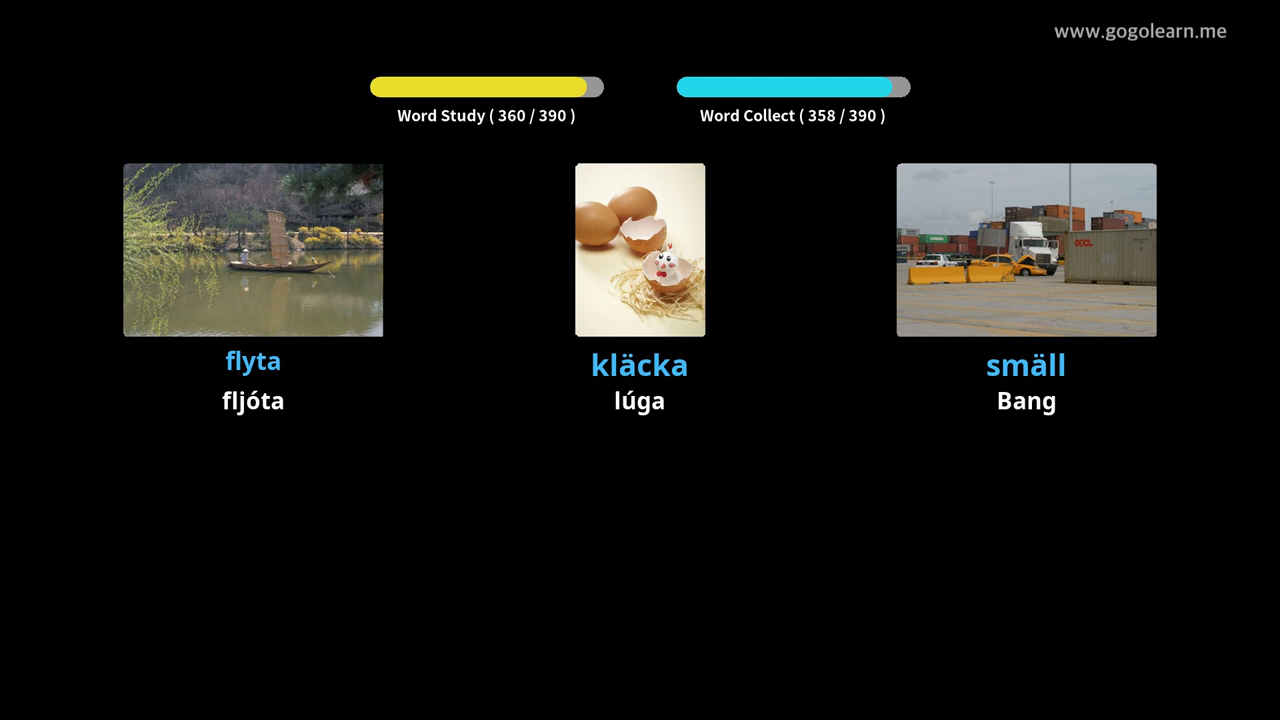 www.gogolearn.me
Word Study ( 360 / 390 )
Word Collect ( 358 / 390 )
flyta
kläcka
smäll
fljóta
lúga
Bang